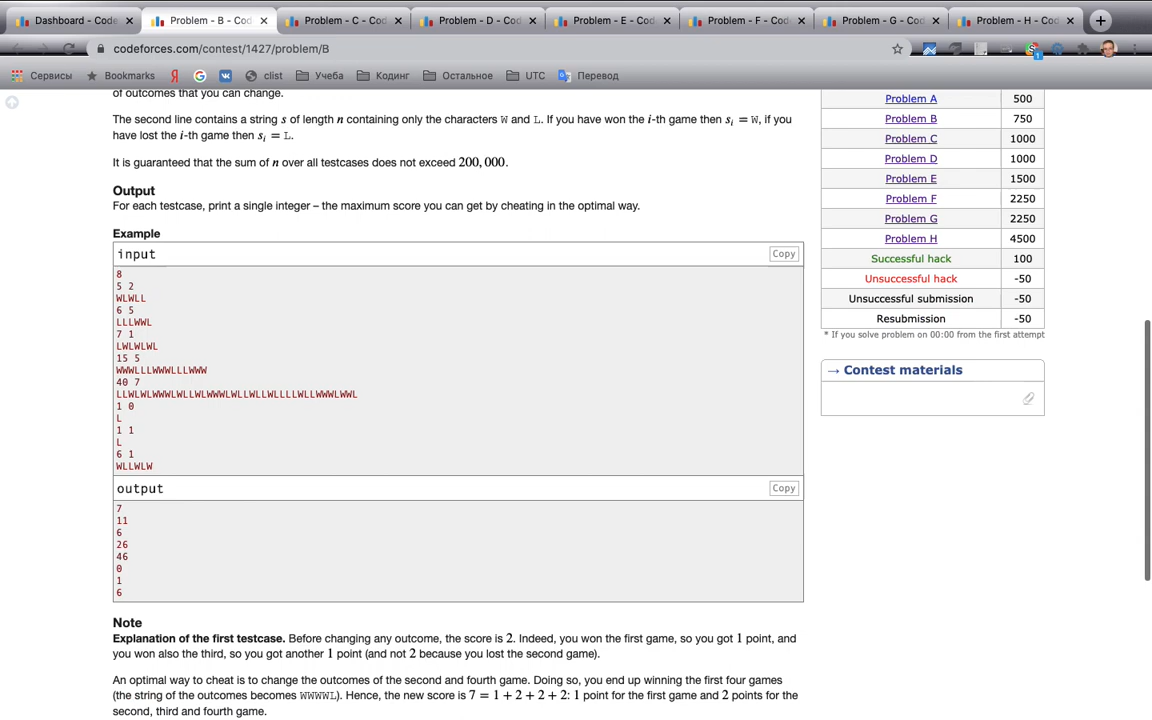 Dashboard - Code
Problem - B - Cod
Problem - C - Cod
Problem - D - Cod
Problem - E - Cod
Problem - F - Cod
Problem - G - Cod
Problem - H - Cod
codeforces.com/contest/1427/problem/B
Сервисы
Bookmarks
clist
Учеба
Кодинг
Остальное
UTC
Перевод
of outcomes that you can change.
The second line contains a string s of length n containing only the characters W and L. If you have won the i-th game then sᵢ = W, if you
have lost the i-th game then sᵢ = L.
It is guaranteed that the sum of n over all testcases does not exceed 200,000.
Output
For each testcase, print a single integer – the maximum score you can get by cheating in the optimal way.
Example
input
Copy
8
5 2
WLWLL
6 5
LLLWWL
7 1
LWLWLWL
15 5
WWWLLLWWWLLLWWW
40 7
LLWLWLWWWLWLLWLWWWLWLLWLLWLLLLWLLWWWLWWL
1 0
L
1 1
L
6 1
WLLWLW
output
Copy
7
11
6
26
46
0
1
6
Note
Explanation of the first testcase. Before changing any outcome, the score is 2. Indeed, you won the first game, so you got 1 point, and
you won also the third, so you got another 1 point (and not 2 because you lost the second game).
An optimal way to cheat is to change the outcomes of the second and fourth game. Doing so, you end up winning the first four games
(the string of the outcomes becomes WWWWL). Hence, the new score is 7 = 1 + 2 + 2 + 2: 1 point for the first game and 2 points for the
second, third and fourth game.
Problem A 500
Problem B 750
Problem C 1000
Problem D 1000
Problem E 1500
Problem F 2250
Problem G 2250
Problem H 4500
Successful hack 100
Unsuccessful hack -50
Unsuccessful submission -50
Resubmission -50
* If you solve problem on 00:00 from the first attempt
→ Contest materials